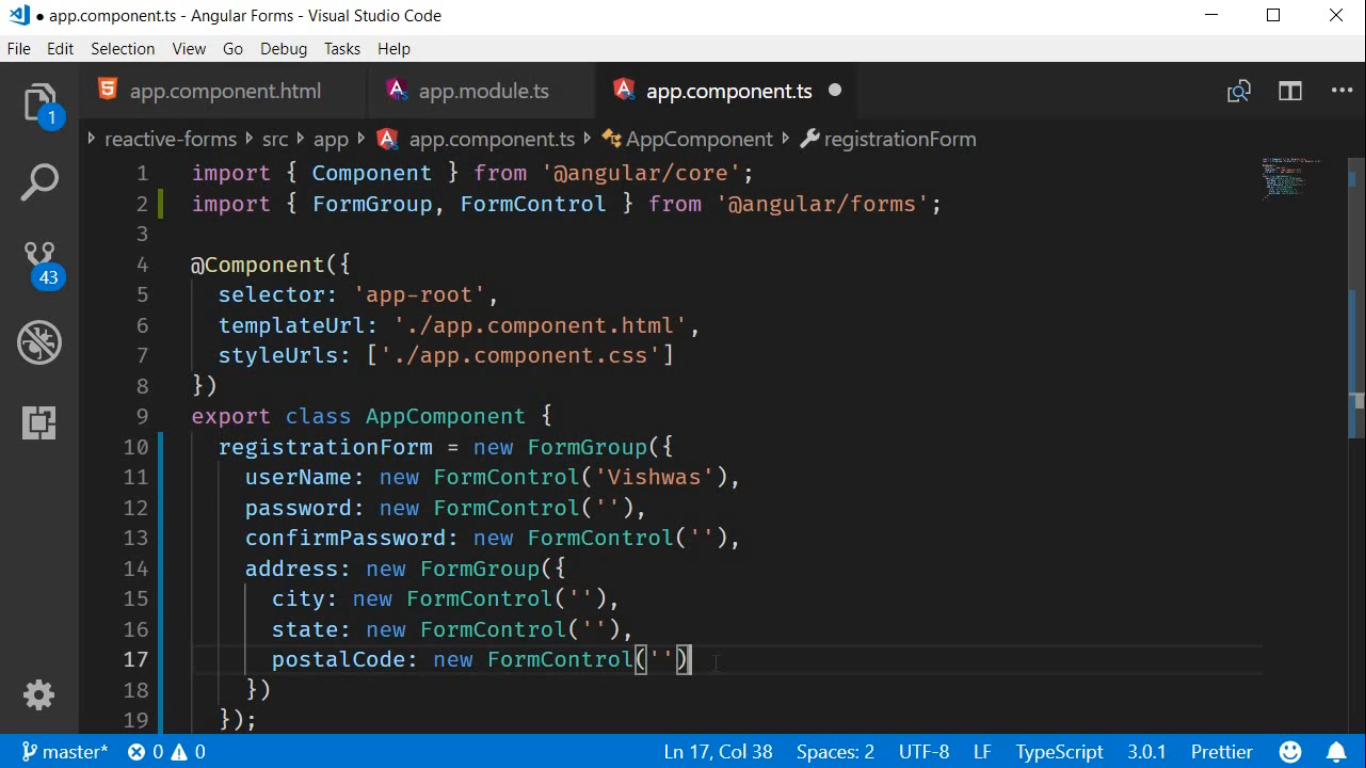 ● app.component.ts - Angular Forms - Visual Studio Code
File Edit Selection View Go Debug Tasks Help
app.component.html app.module.ts app.component.ts
reactive-forms src app app.component.ts AppComponent registrationForm
1
43
1 import { Component } from '@angular/core';
2 import { FormGroup, FormControl } from '@angular/forms';
3
4 @Component({
5 selector: 'app-root',
6 templateUrl: './app.component.html',
7 styleUrls: ['./app.component.css']
8 })
9 export class AppComponent {
10 registrationForm = new FormGroup({
11 userName: new FormControl('Vishwas'),
12 password: new FormControl(''),
13 confirmPassword: new FormControl(''),
14 address: new FormGroup({
15 city: new FormControl(''),
16 state: new FormControl(''),
17 postalCode: new FormControl('')
18 })
19 });
master* 0 0 Ln 17, Col 38 Spaces: 2 UTF-8 LF TypeScript 3.0.1 Prettier